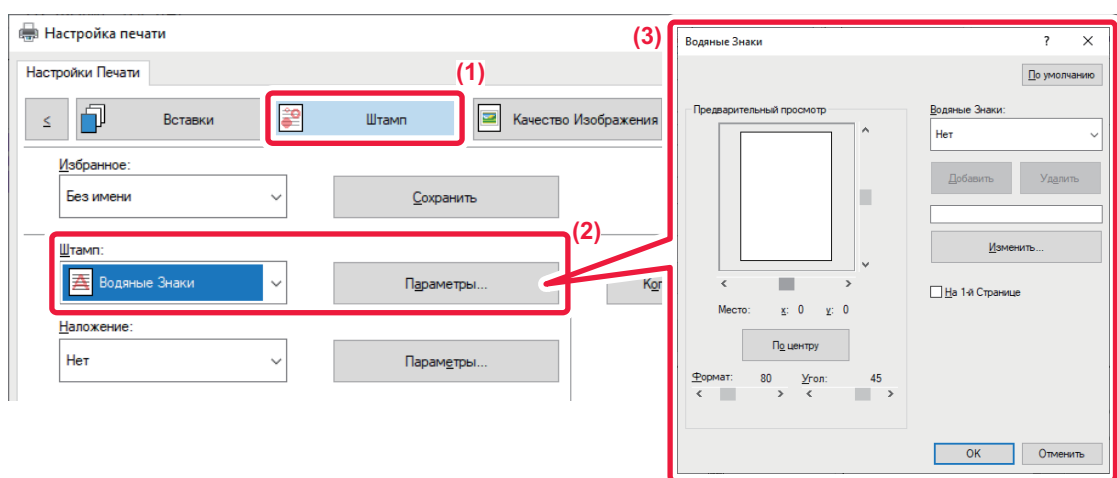 Настройка печати
Настройки Печати
(1)
<
Вставки
Штамп
Качество Изображения
Избранное:
Без имени
Сохранить
(2)
Штамп:
Водяные Знаки
Параметры...
Наложение:
Нет
Параметры...
(3)
Водяные Знаки
?
По умолчанию
Предварительный просмотр
Место: x: 0 y: 0
По центру
Формат: 80 Угол: 45
Водяные Знаки:
Нет
Добавить
Удалить
Изменить...
На 1-й Странице
OK
Отменить